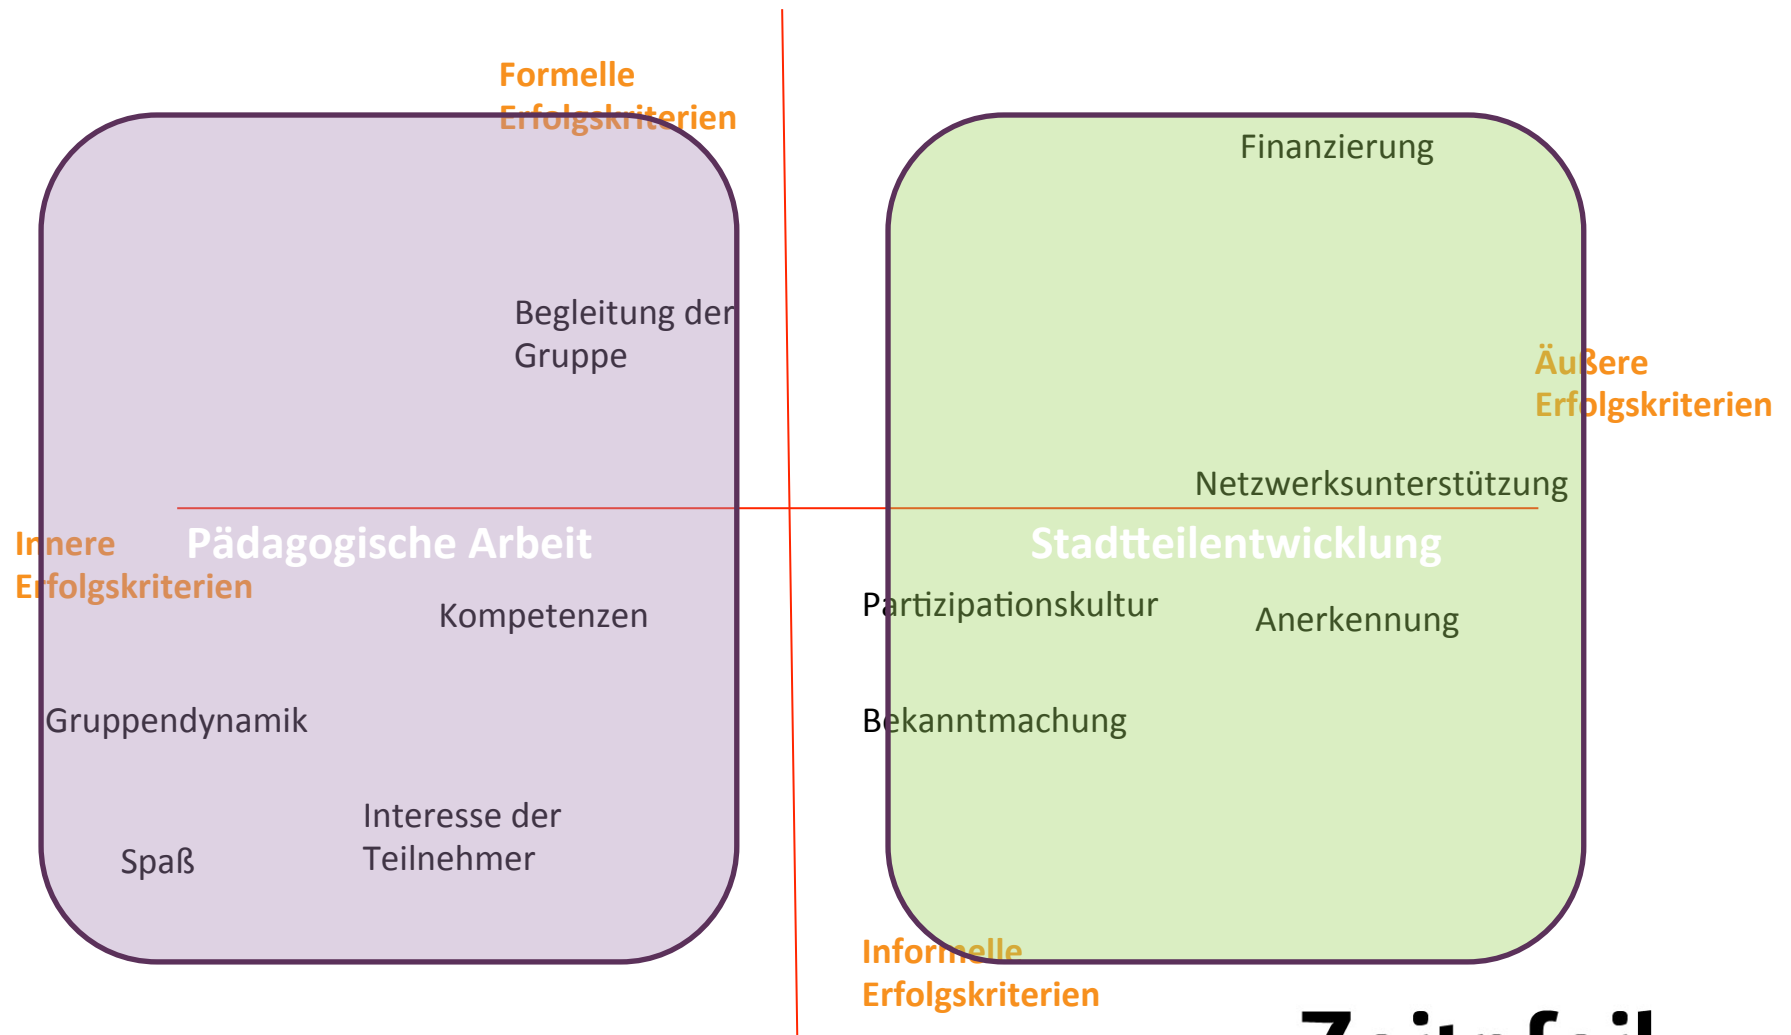 Formelle
Erfolgskriterien
Finanzierung
Begleitung der
Gruppe
Äußere
Erfolgskriterien
Netzwerksunterstützung
Innere
Erfolgskriterien
Pädagogische Arbeit
Stadtteilentwicklung
Kompetenzen
Partizipationskultur
Anerkennung
Gruppendynamik
Bekanntmachung
Interesse der
Teilnehmer
Spaß
Informelle
Erfolgskriterien
Zeitpfeil